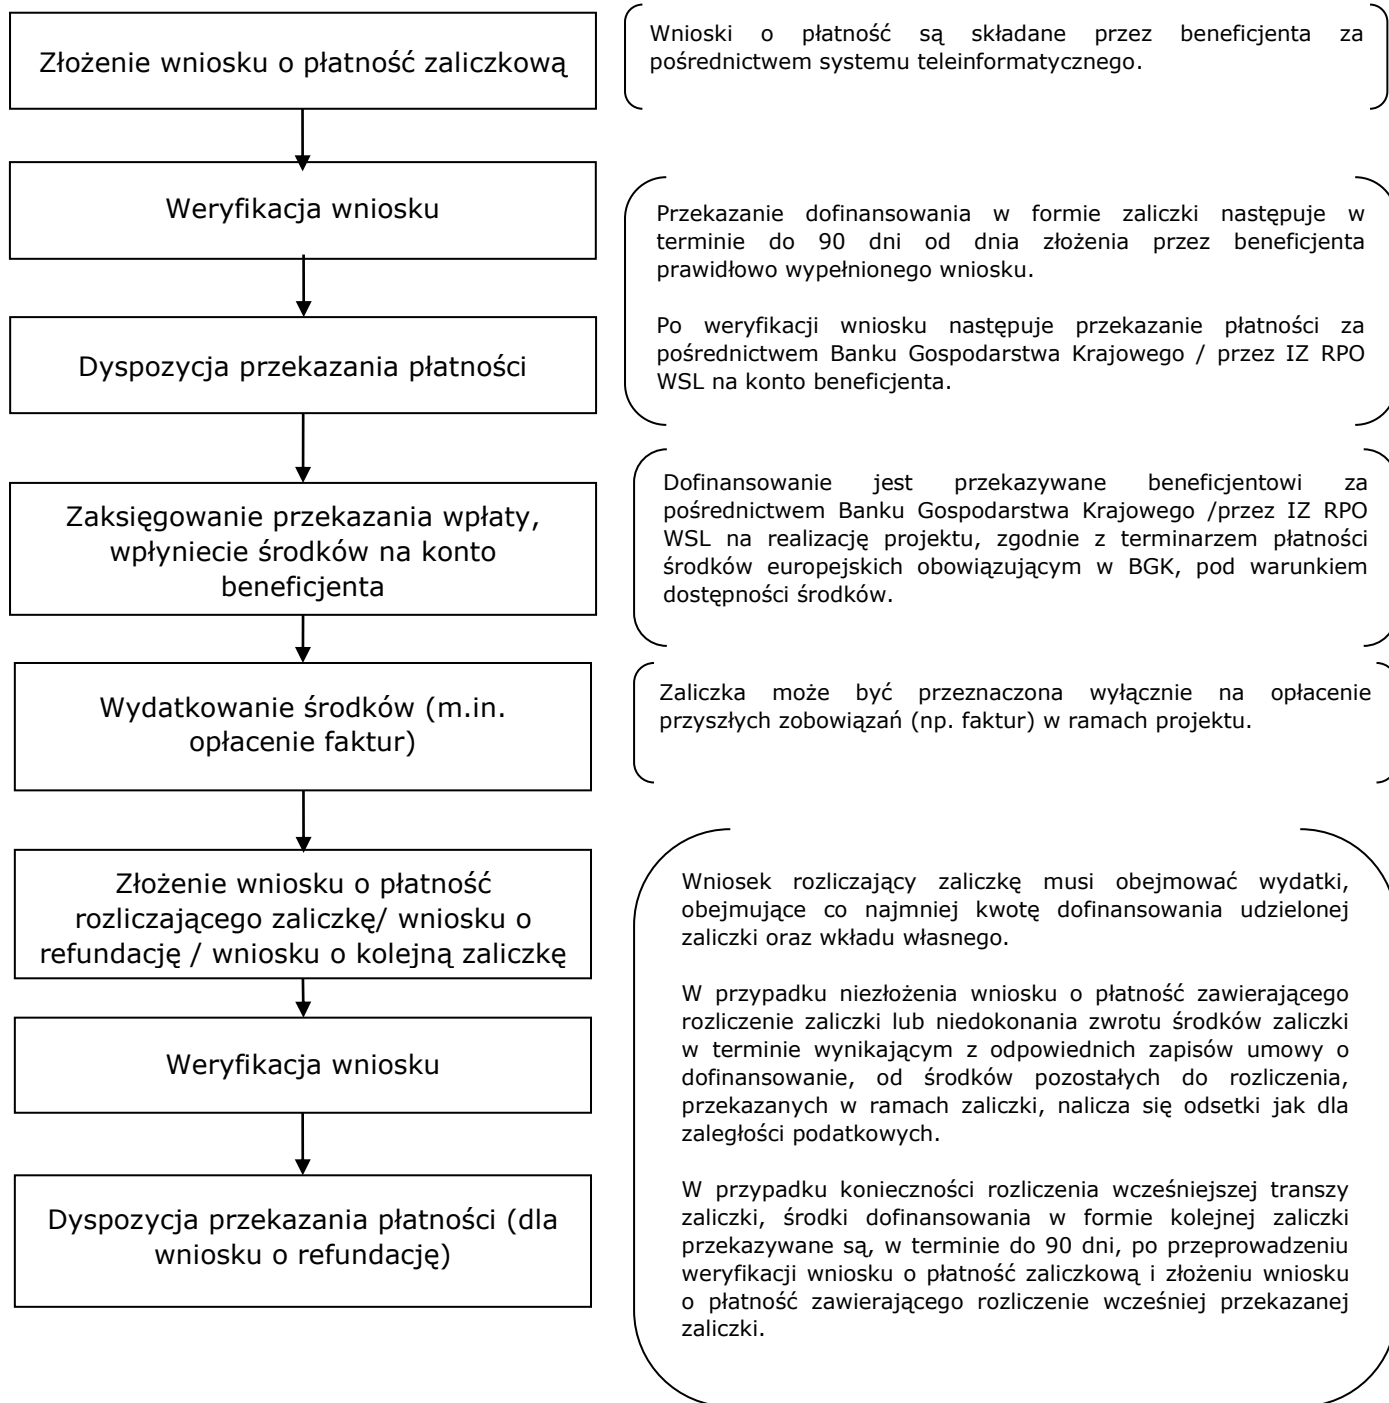 Złożenie wniosku o płatność zaliczkową
Wnioski o płatność są składane przez beneficjenta za
pośrednictwem systemu teleinformatycznego.
Weryfikacja wniosku
Przekazanie dofinansowania w formie zaliczki następuje w
terminie do 90 dni od dnia złożenia przez beneficjenta
prawidłowo wypełnionego wniosku.
Po weryfikacji wniosku następuje przekazanie płatności za
pośrednictwem Banku Gospodarstwa Krajowego / przez IZ RPO
WSL na konto beneficjenta.
Dyspozycja przekazania płatności
Zaksięgowanie przekazania wpłaty,
wpłyniecie środków na konto
beneficjenta
Dofinansowanie jest przekazywane beneficjentowi za
pośrednictwem Banku Gospodarstwa Krajowego /przez IZ RPO
WSL na realizację projektu, zgodnie z terminarzem płatności
środków europejskich obowiązującym w BGK, pod warunkiem
dostępności środków.
Wydatkowanie środków (m.in.
opłacenie faktur)
Zaliczka może być przeznaczona wyłącznie na opłacenie
przyszłych zobowiązań (np. faktur) w ramach projektu.
Złożenie wniosku o płatność
rozliczającego zaliczkę/ wniosku o
refundację / wniosku o kolejną zaliczkę
Weryfikacja wniosku
Dyspozycja przekazania płatności (dla
wniosku o refundację)
Wniosek rozliczający zaliczkę musi obejmować wydatki,
obejmujące co najmniej kwotę dofinansowania udzielonej
zaliczki oraz wkładu własnego.
W przypadku niezłożenia wniosku o płatność zawierającego
rozliczenie zaliczki lub niedokonania zwrotu środków zaliczki
w terminie wynikającym z odpowiednich zapisów umowy o
dofinansowanie, od środków pozostałych do rozliczenia,
przekazanych w ramach zaliczki, nalicza się odsetki jak dla
zaległości podatkowych.
W przypadku konieczności rozliczenia wcześniejszej transzy
zaliczki, środki dofinansowania w formie kolejnej zaliczki
przekazywane są, w terminie do 90 dni, po przeprowadzeniu
weryfikacji wniosku o płatność zaliczkową i złożeniu wniosku
o płatność zawierającego rozliczenie wcześniej przekazanej
zaliczki.